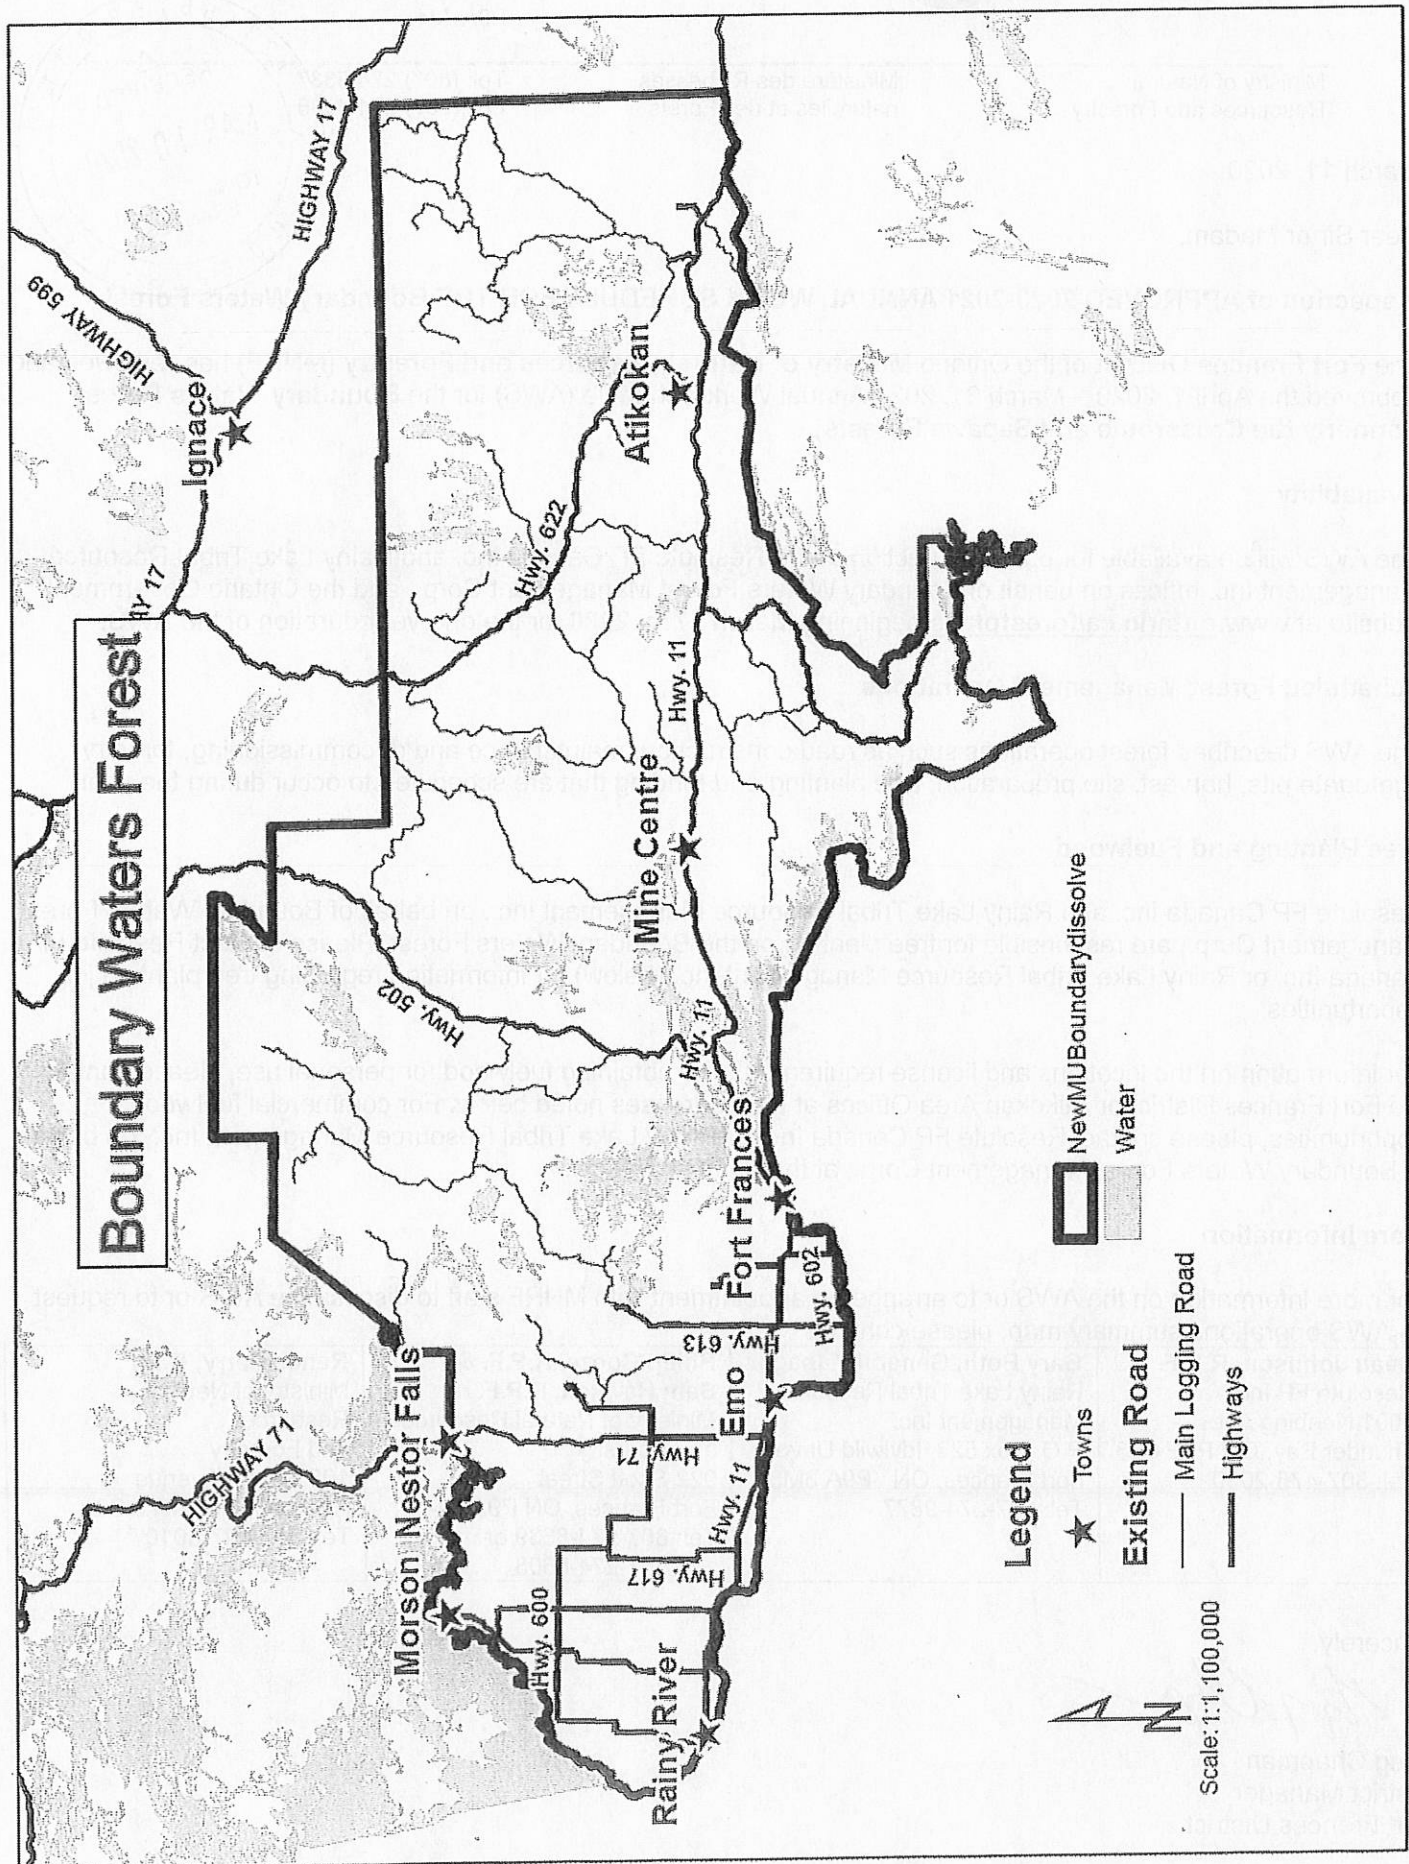 Boundary Waters Forest
HIGHWAY 599
HIGHWAY 17
Ignace
WY 17
HIGHWAY 71
Hwy. 502
Hwy. 622
Morson
Nestor Falls
Mine Centre
Atikokan
Hwy. 11
Hwy. 11
Hwy. 600
Hwy. 617
Hwy. 71
Hwy. 613
Rainy River
Hwy. 11
Emo
Fort Frances
Hwy. 602
Legend
Towns
Existing Road
Main Logging Road
Highways
NewMUBoundarydissolve
Water
N
Scale: 1:1,100,000